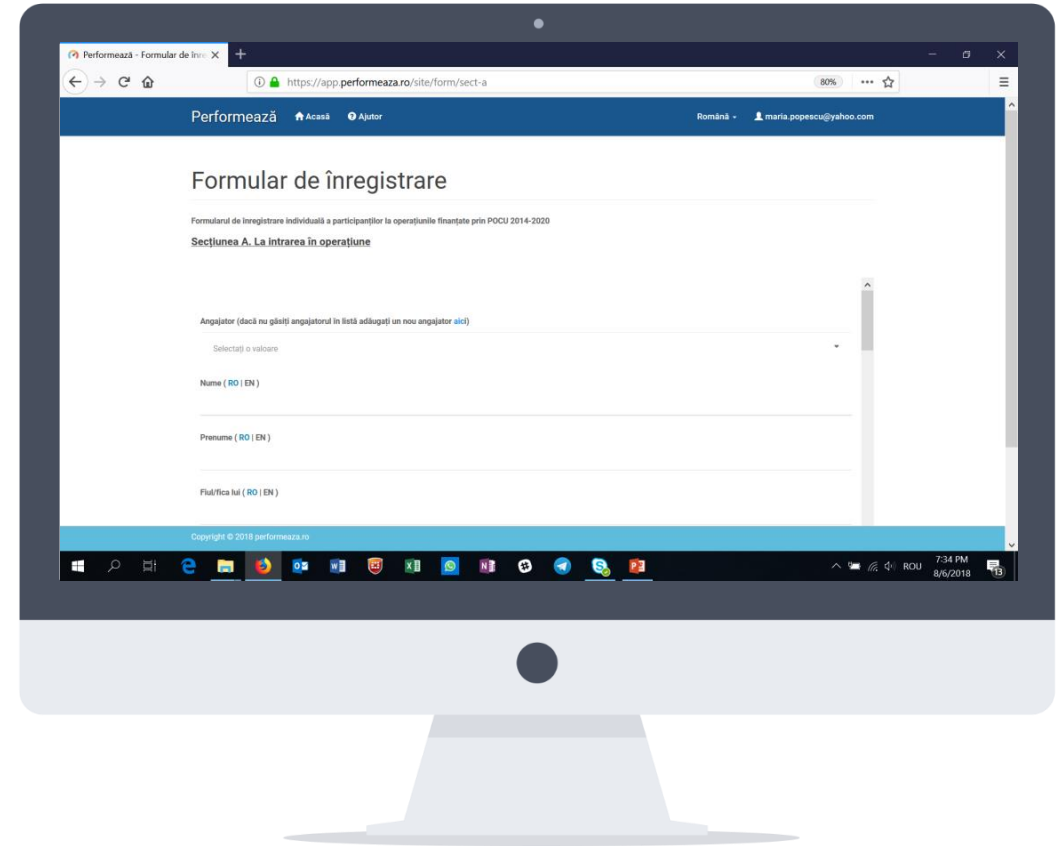 Performează - Formular de înre
https://app.performeaza.ro/site/form/sect-a
80%
Performează Acasă Ajutor Română maria.popescu@yahoo.com
Formular de înregistrare
Formularul de înregistrare individuală a participanților la operațiunile finanțate prin POCU 2014-2020
Secțiunea A. La intrarea în operațiune
Angajator (dacă nu găsiți angajatorul în listă adăugați un nou angajator aici)
Selectați o valoare
Nume ( RO | EN )
Prenume ( RO | EN )
Fiul/fica lui ( RO | EN )
Copyright © 2018 performeaza.ro
ROU
7:34 PM
8/6/2018
13